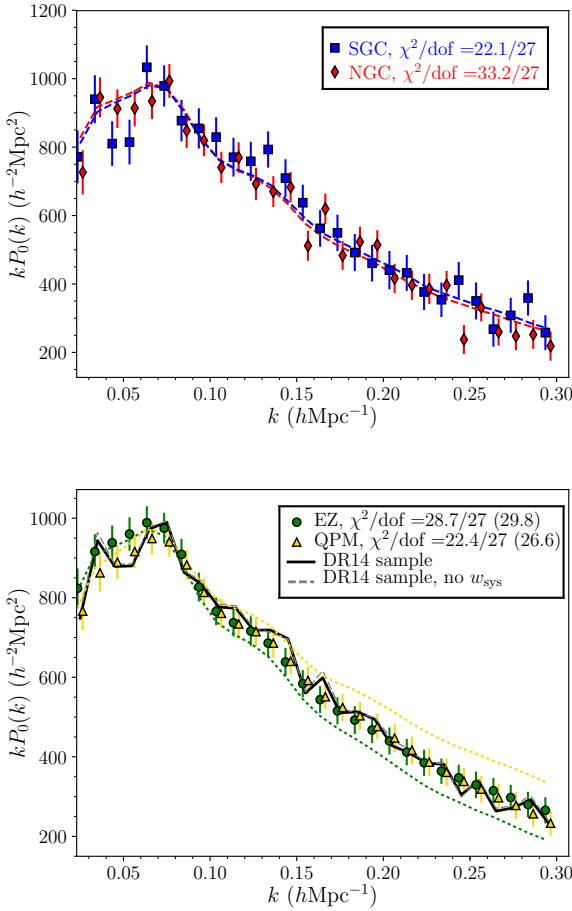 1200
1000
800
600
400
200
kP₀(k) (h⁻²Mpc²)
SGC, χ²/dof =22.1/27
NGC, χ²/dof =33.2/27
0.05 0.10 0.15 0.20 0.25 0.30
k (hMpc⁻¹)
1000
800
600
400
200
kP₀(k) (h⁻²Mpc²)
EZ, χ²/dof =28.7/27 (29.8)
QPM, χ²/dof =22.4/27 (26.6)
DR14 sample
DR14 sample, no w_sys
0.05 0.10 0.15 0.20 0.25 0.30
k (hMpc⁻¹)